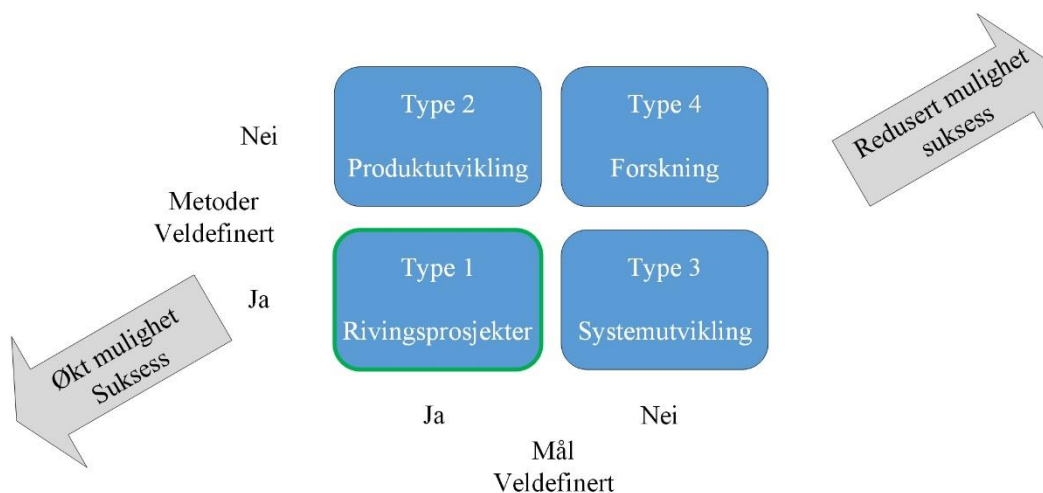 Type 2
Produktutvikling
Type 4
Forskning
Redusert mulighet
suksess
Nei
Metoder
Veldefinert
Ja
Type 1
Rivingsprosjekter
Type 3
Systemutvikling
Økt mulighet
Suksess
Ja
Nei
Mål
Veldefinert